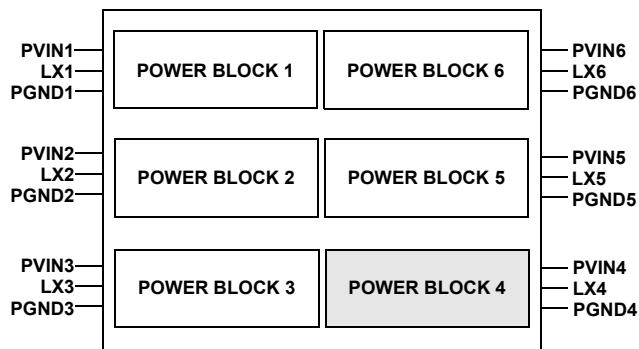 PVIN1
LX1
PGND1
POWER BLOCK 1
POWER BLOCK 6
PVIN6
LX6
PGND6
PVIN2
LX2
PGND2
POWER BLOCK 2
POWER BLOCK 5
PVIN5
LX5
PGND5
PVIN3
LX3
PGND3
POWER BLOCK 3
POWER BLOCK 4
PVIN4
LX4
PGND4